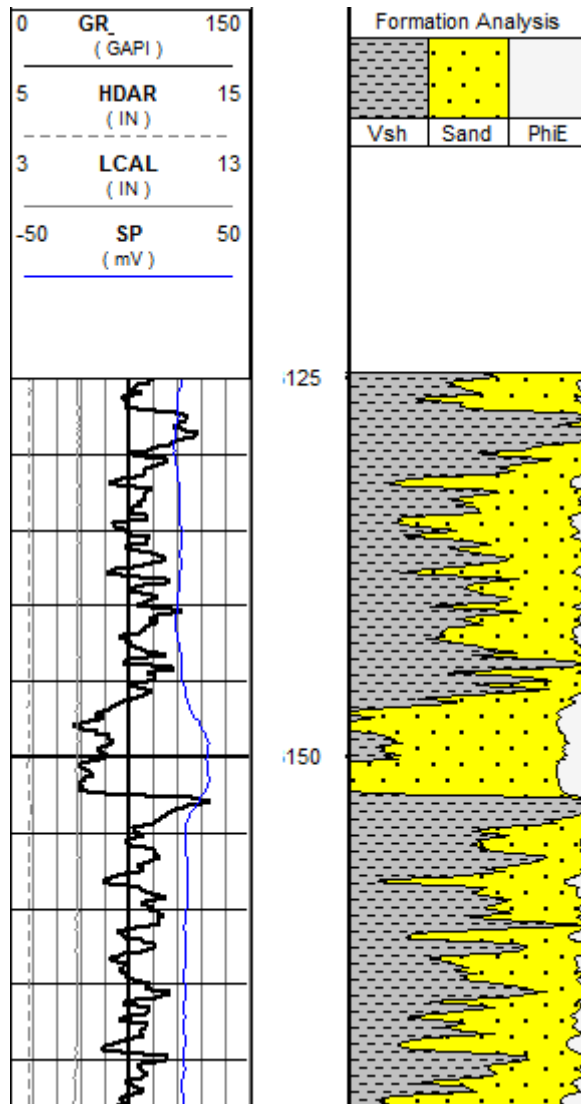 0 GR_ 150
( GAPI )
5 HDAR 15
( IN )
3 LCAL 13
( IN )
-50 SP 50
( mV )
Formation Analysis
Vsh Sand PhiE
125
150